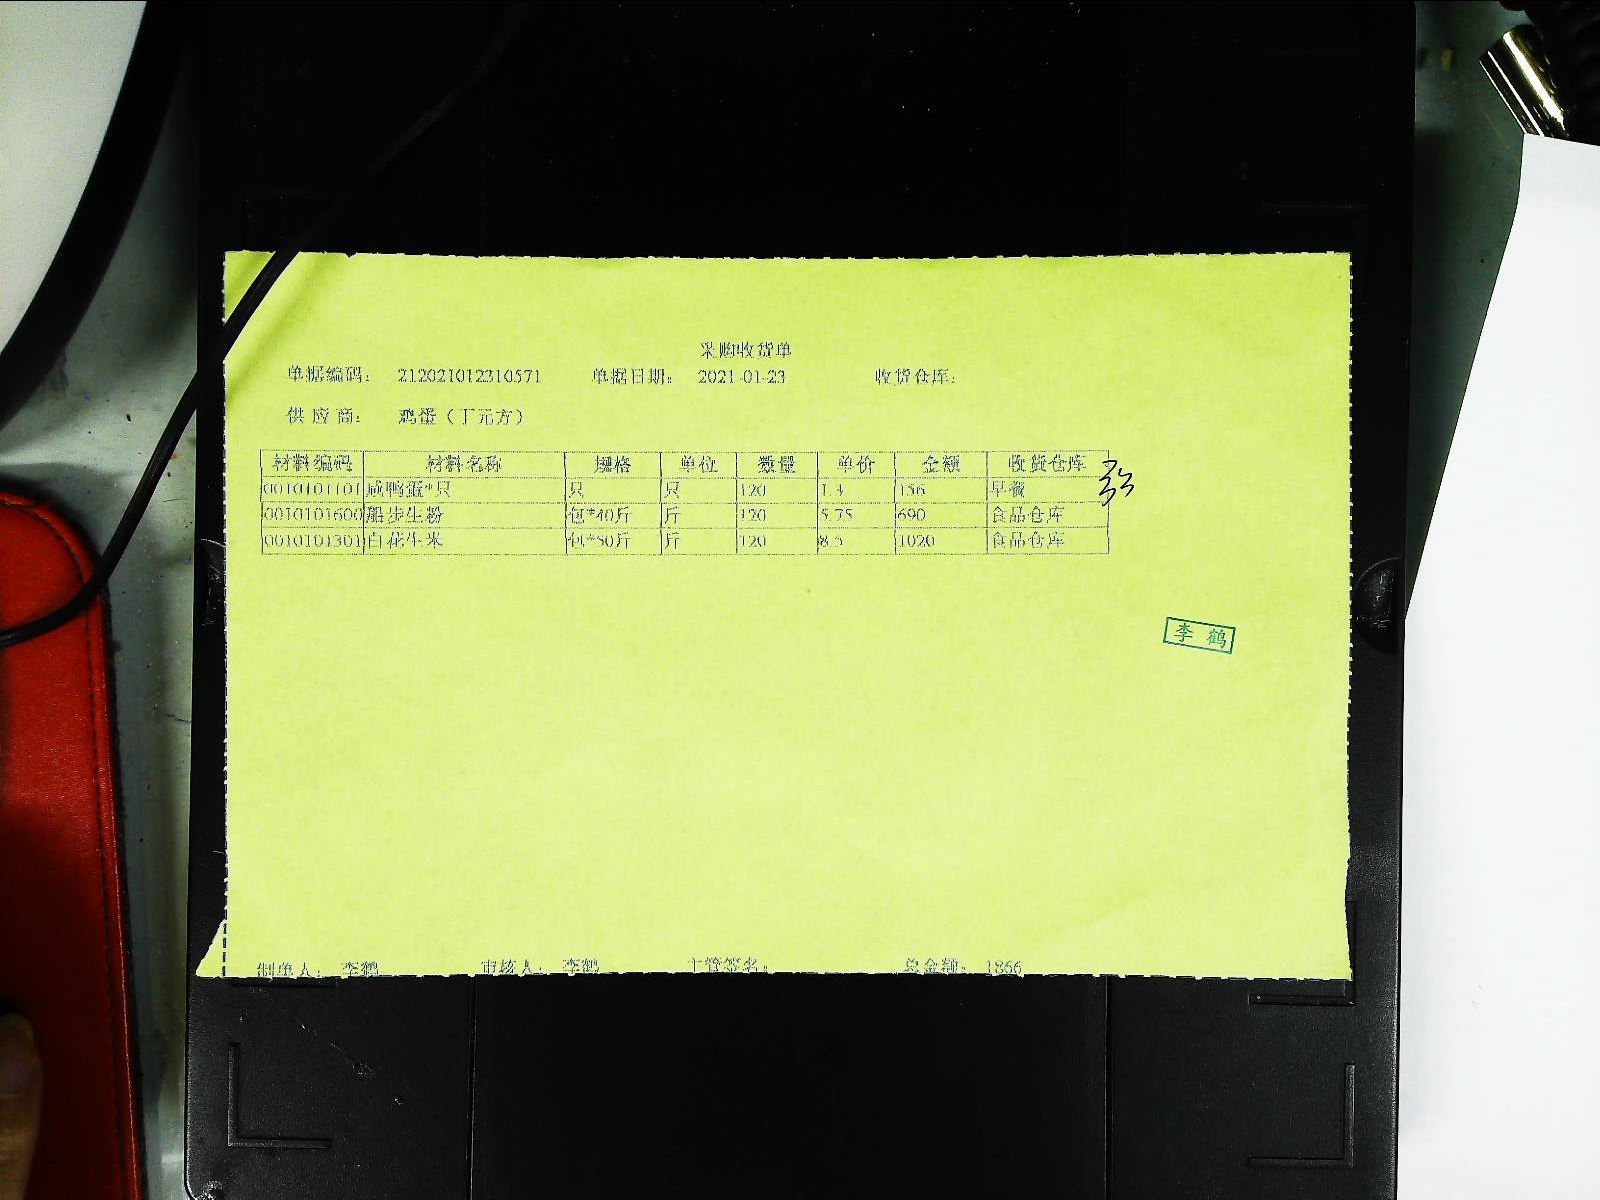 采购收货单
单据编码： 212021012310571 单据日期： 2021-01-23 收货仓库：
供 应 商： 鸿蛋（丁元方）
材料编码 材料名称 规格 单位 数量 单价 金额 收货仓库
0010101101 咸鸭蛋*只 只 只 120 156 早餐
0010101600 船步生粉 包*40斤 斤 120 5.75 690 食品仓库
0010101301 白花生米 包*50斤 斤 120 8.5 1020 食品仓库
李 鹤
制单人： 李鹤 审核人： 李鹤 主管签名： 总金额： 1866